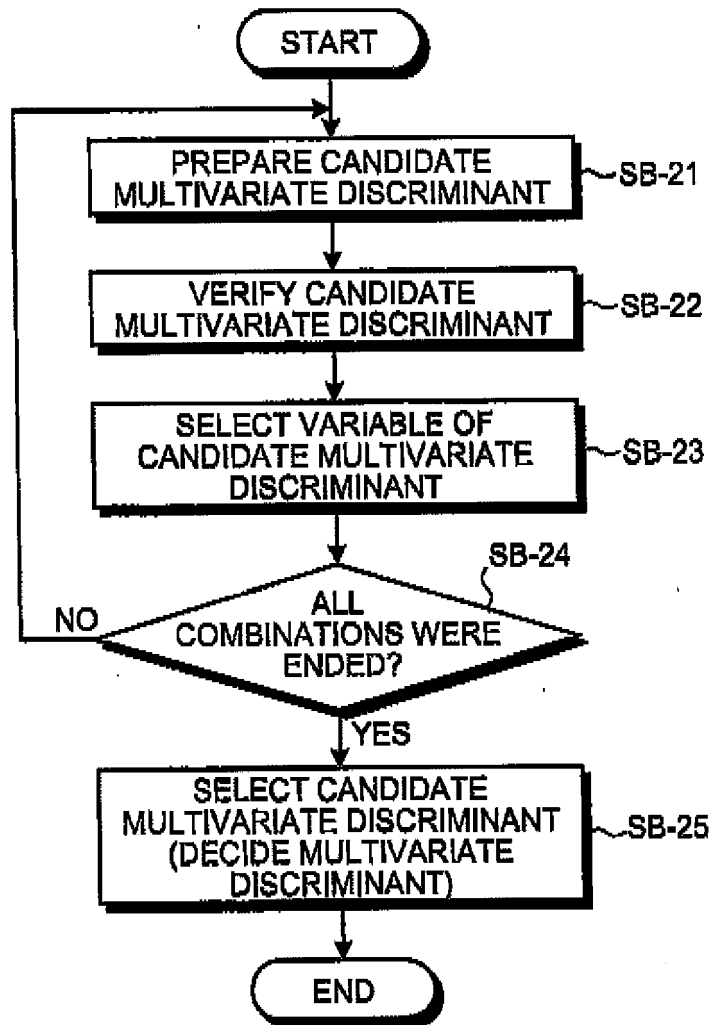 START
PREPARE CANDIDATE
MULTIVARIATE DISCRIMINANT
SB-21
VERIFY CANDIDATE
MULTIVARIATE DISCRIMINANT
SB-22
SELECT VARIABLE OF
CANDIDATE MULTIVARIATE
DISCRIMINANT
SB-23
SB-24
ALL
COMBINATIONS WERE
ENDED?
NO
YES
SELECT CANDIDATE
MULTIVARIATE DISCRIMINANT
(DECIDE MULTIVARIATE
DISCRIMINANT)
SB-25
END